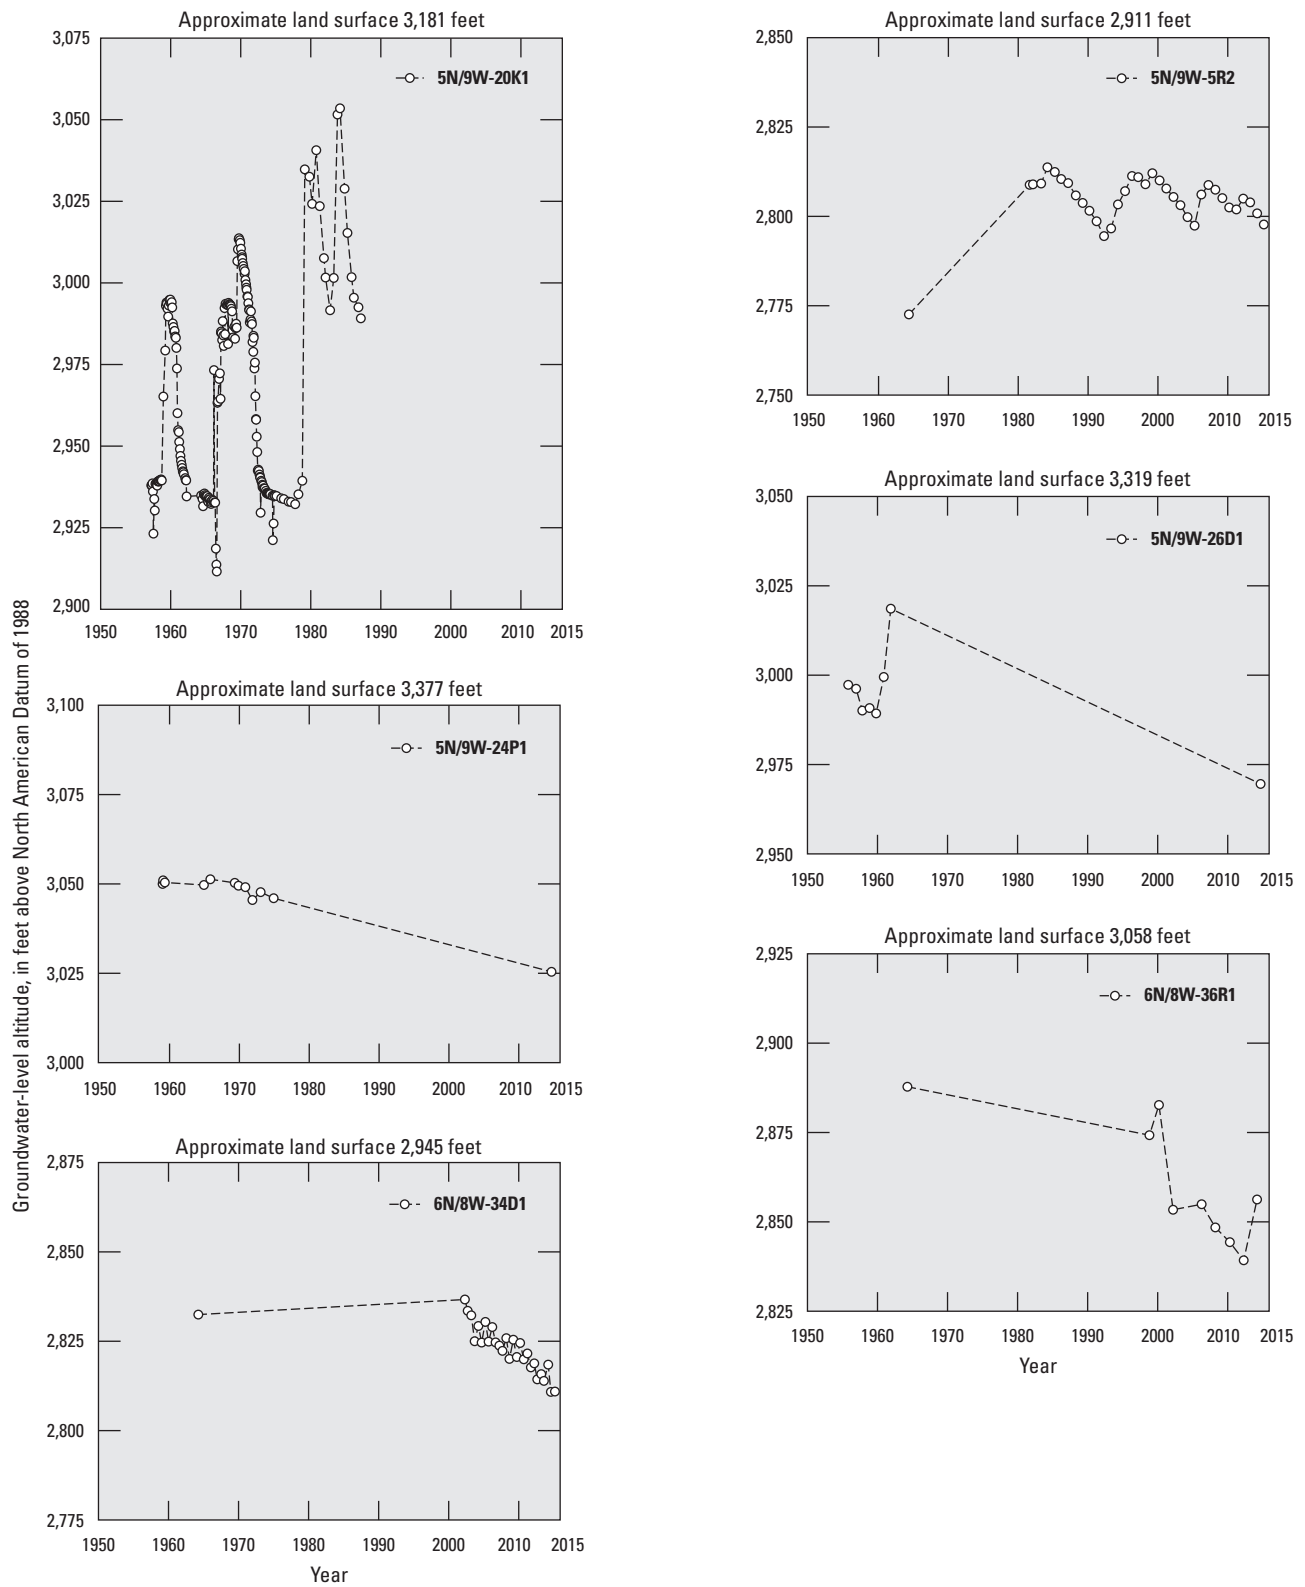 Groundwater-level altitude, in feet above North American Datum of 1988
Approximate land surface 3,181 feet
5N/9W-20K1
3,075
3,050
3,025
3,000
2,975
2,950
2,925
2,900
1950 1960 1970 1980 1990 2000 2010 2015
Approximate land surface 3,377 feet
5N/9W-24P1
3,100
3,075
3,050
3,025
3,000
1950 1960 1970 1980 1990 2000 2010 2015
Approximate land surface 2,945 feet
6N/8W-34D1
2,875
2,850
2,825
2,800
2,775
1950 1960 1970 1980 1990 2000 2010 2015
Year
Approximate land surface 2,911 feet
5N/9W-5R2
2,850
2,825
2,800
2,775
2,750
1950 1960 1970 1980 1990 2000 2010 2015
Approximate land surface 3,319 feet
5N/9W-26D1
3,050
3,025
3,000
2,975
2,950
1950 1960 1970 1980 1990 2000 2010 2015
Approximate land surface 3,058 feet
6N/8W-36R1
2,925
2,900
2,875
2,850
2,825
1950 1960 1970 1980 1990 2000 2010 2015
Year